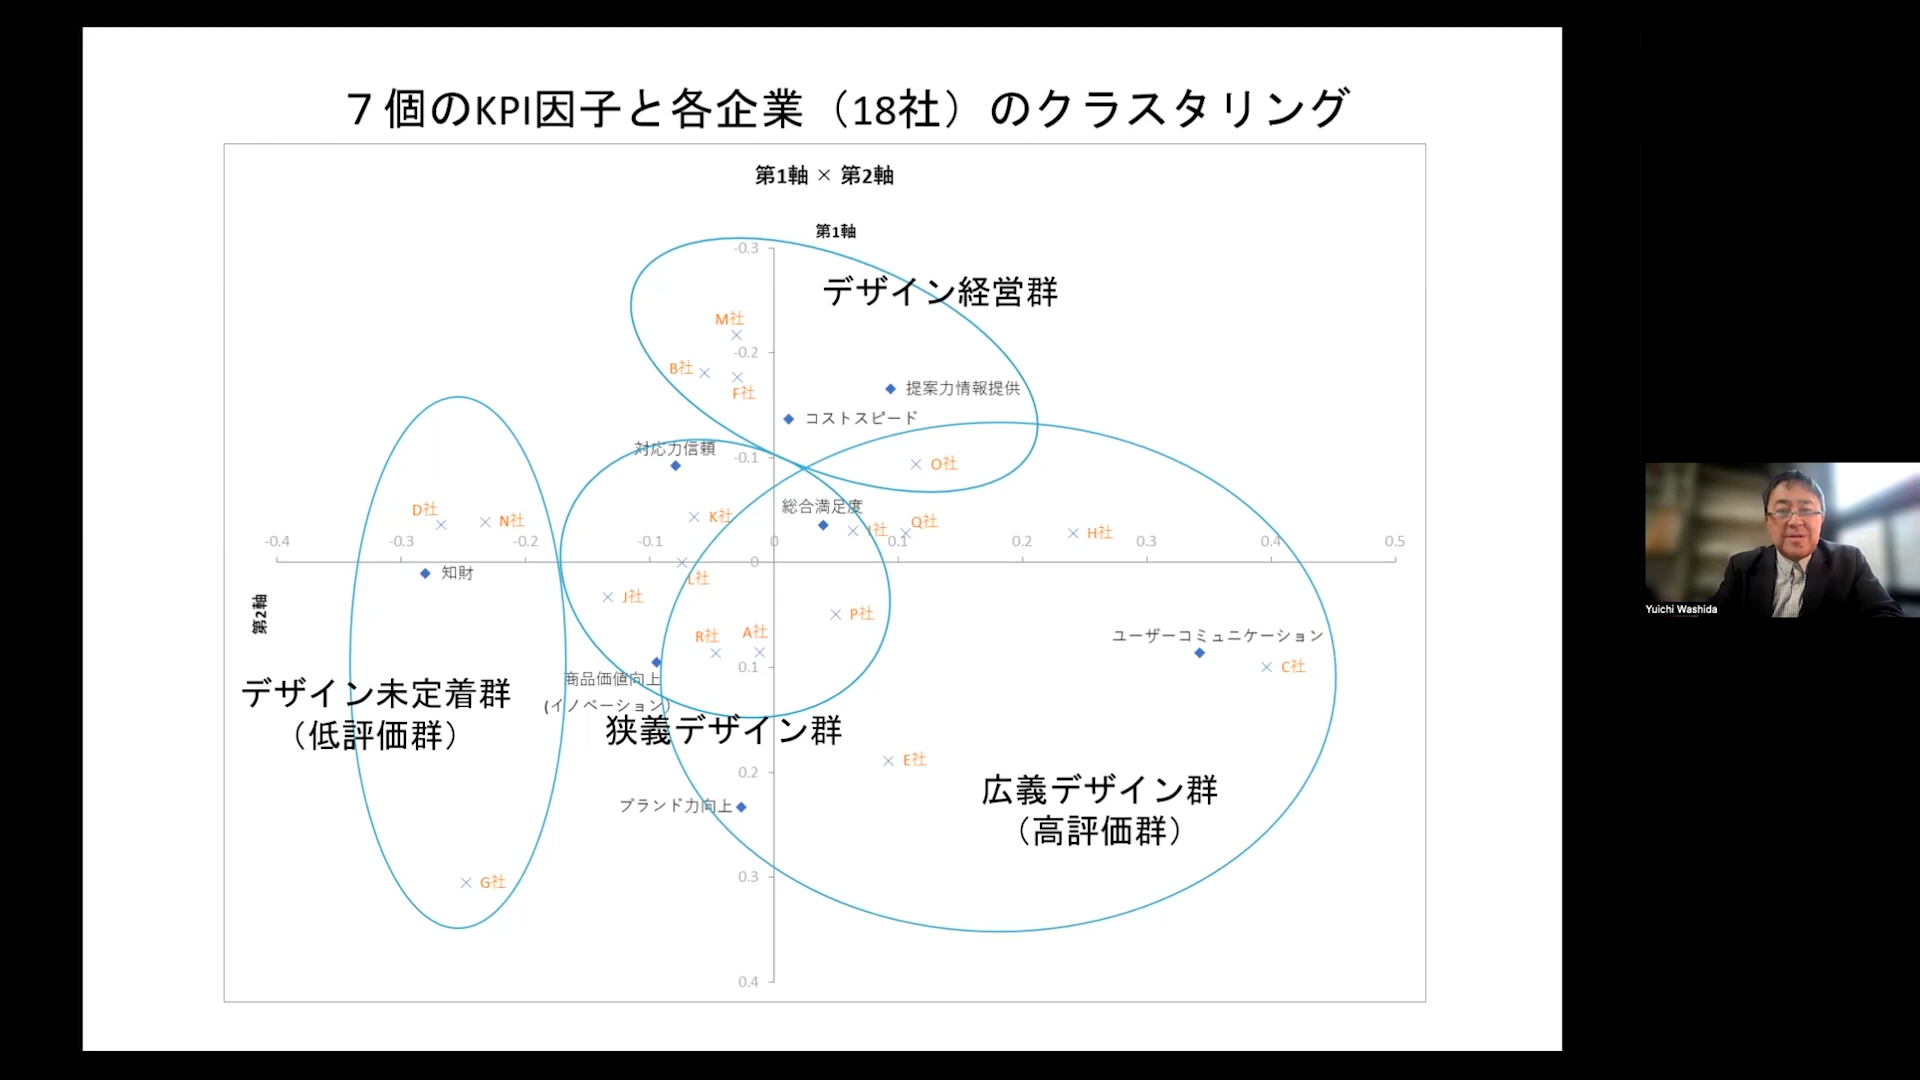 ７個のKPI因子と各企業（18社）のクラスタリング
第1軸 × 第2軸
第1軸
-0.3
デザイン経営群
M社
-0.2
B社
F社
提案力情報提供
コストスピード
対応力信頼
-0.1
O社
D社
N社
K社
総合満足度
I社
Q社
H社
-0.4
-0.3
-0.2
-0.1
0
0.1
0.2
0.3
0.4
0.5
0
知財
L社
第2軸
J社
P社
R社
A社
ユーザーコミュニケーション
0.1
C社
商品価値向上
(イノベーション)
デザイン未定着群
（低評価群）
狭義デザイン群
E社
0.2
広義デザイン群
（高評価群）
ブランド力向上
0.3
G社
0.4
Yuichi Washida